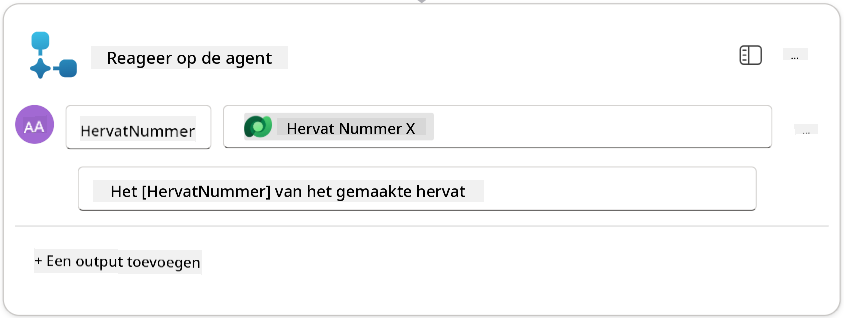 Reageer op de agent
...
AA
HervatNummer
Hervat Nummer X
...
Het [HervatNummer] van het gemaakte hervat
+ Een output toevoegen